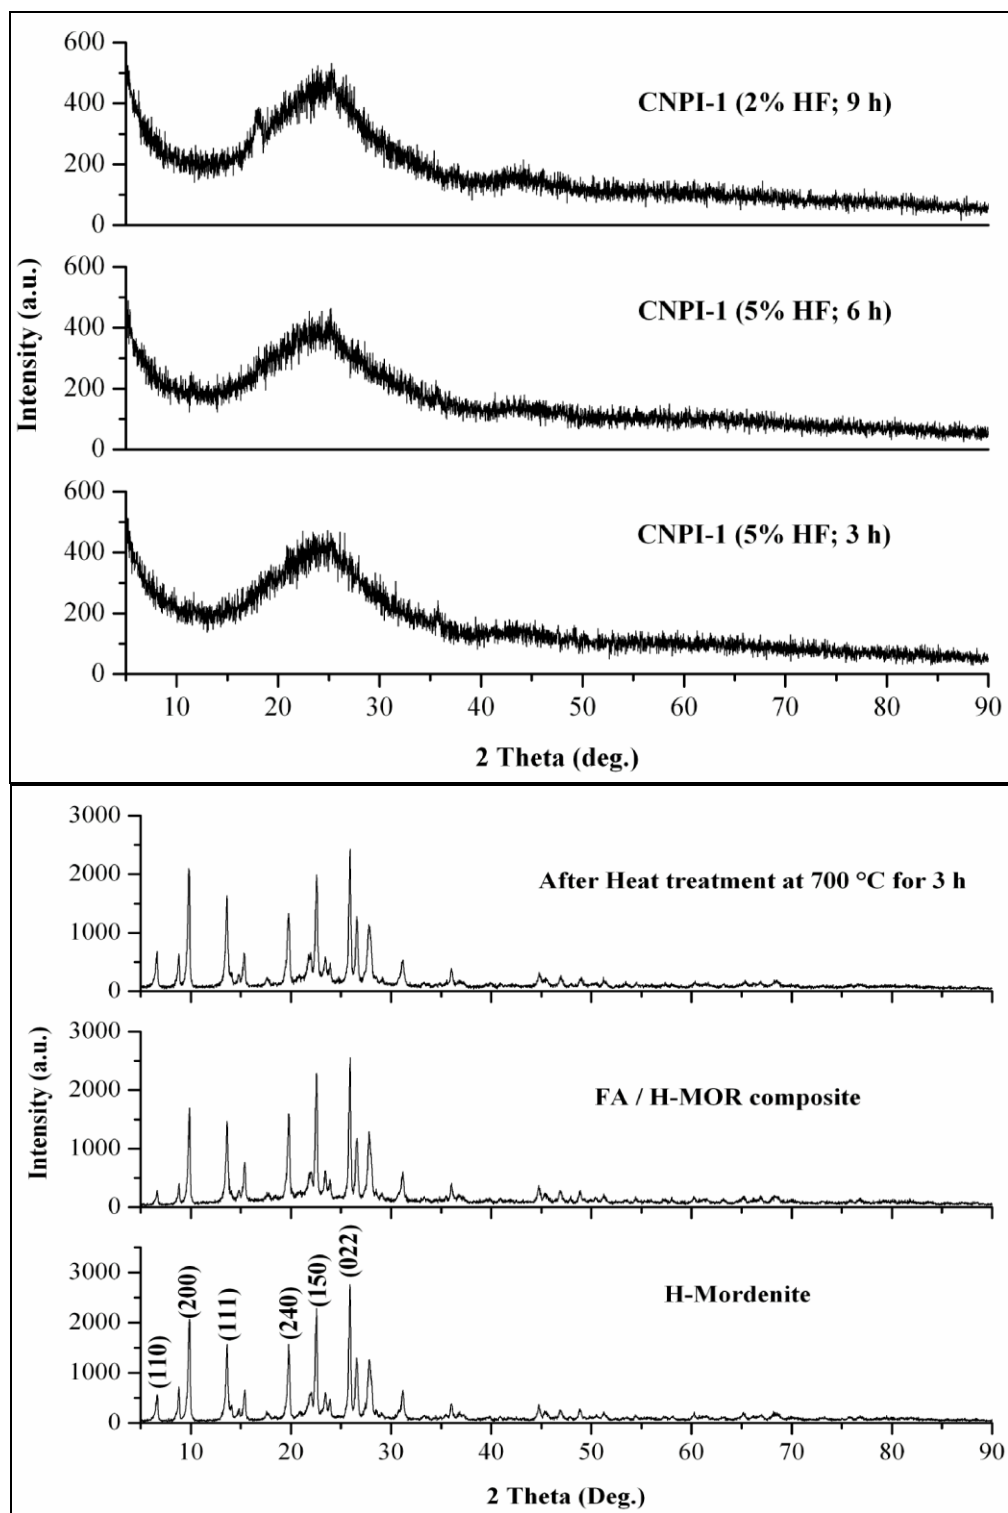 600
400
200
0
CNPI-1 (2% HF; 9 h)
600
400
200
0
CNPI-1 (5% HF; 6 h)
Intensity (a.u.)
600
400
200
0
CNPI-1 (5% HF; 3 h)
10 20 30 40 50 60 70 80 90
2 Theta (deg.)
3000
2000
1000
0
After Heat treatment at 700 °C for 3 h
3000
2000
1000
0
FA / H-MOR composite
Intensity (a.u.)
3000
2000
1000
0
H-Mordenite
(110) (200) (111) (240) (150) (022)
10 20 30 40 50 60 70 80 90
2 Theta (Deg.)